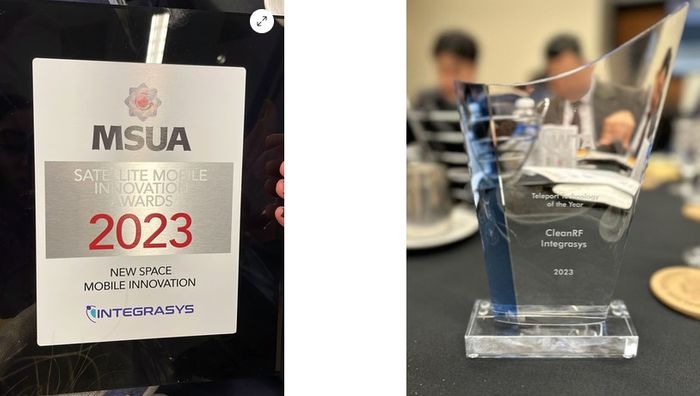 MSUA
SATELLITE MOBILE
INNOVATION
AWARDS
2023
NEW SPACE
MOBILE INNOVATION
INTEGRASYS
Teleport Technology
of the Year
CleanRF
Integrasys
2023